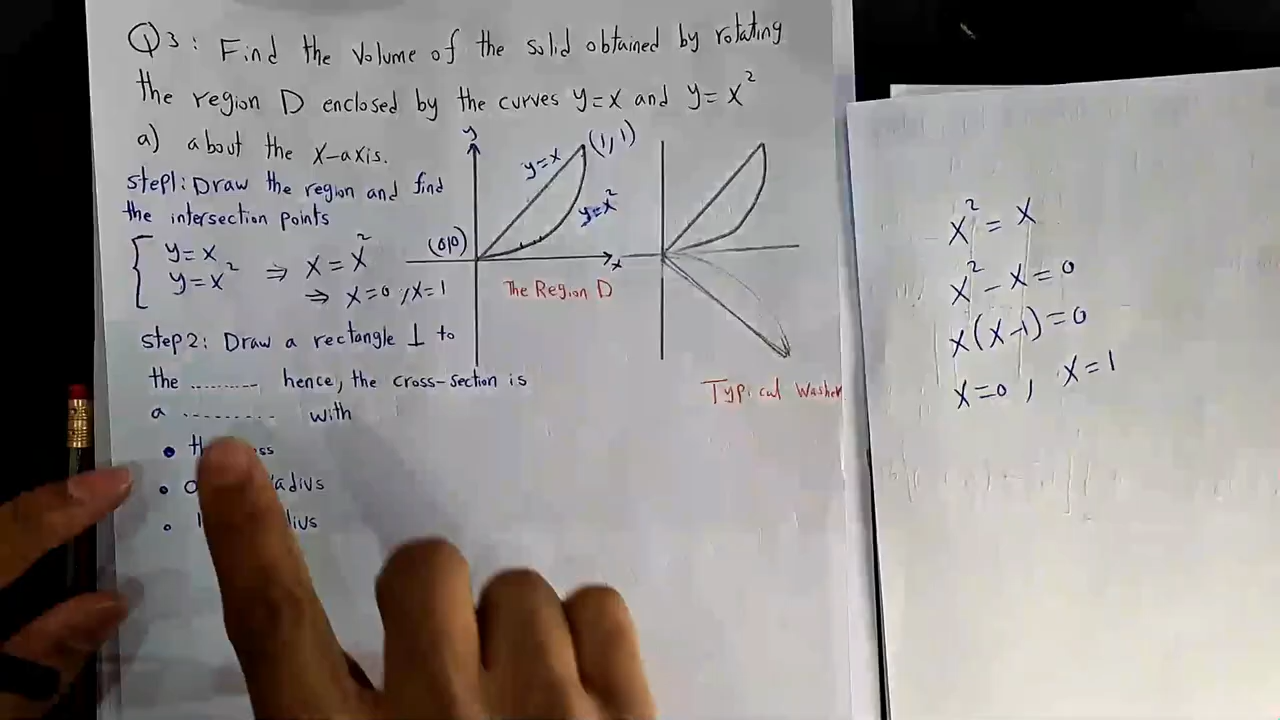 Q3: Find the volume of the solid obtained by rotating
the region D enclosed by the curves y=x and y=x²
a) about the x-axis.
step1: Draw the region and find
the intersection points
y=x
y=x² ⇒ x=x²
⇒ x=0, x=1
step2: Draw a rectangle ⊥ to
the .......... hence, the cross-section is
a .......... with
y
y=x
(1,1)
y=x²
(0,0)
x
The Region D
Typical Washer
x²=x
x²-x=0
x(x-1)=0
x=0, x=1